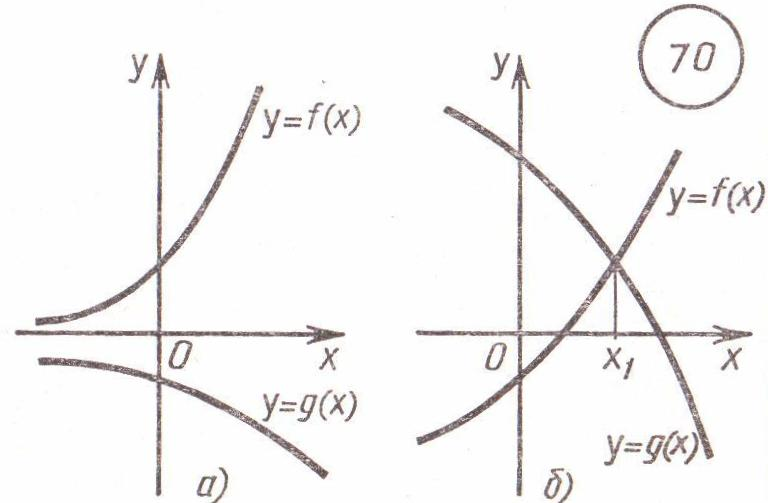 70
y
y=f(x)
0
x
y=g(x)
а)
y
y=f(x)
0
x₁
x
y=g(x)
б)